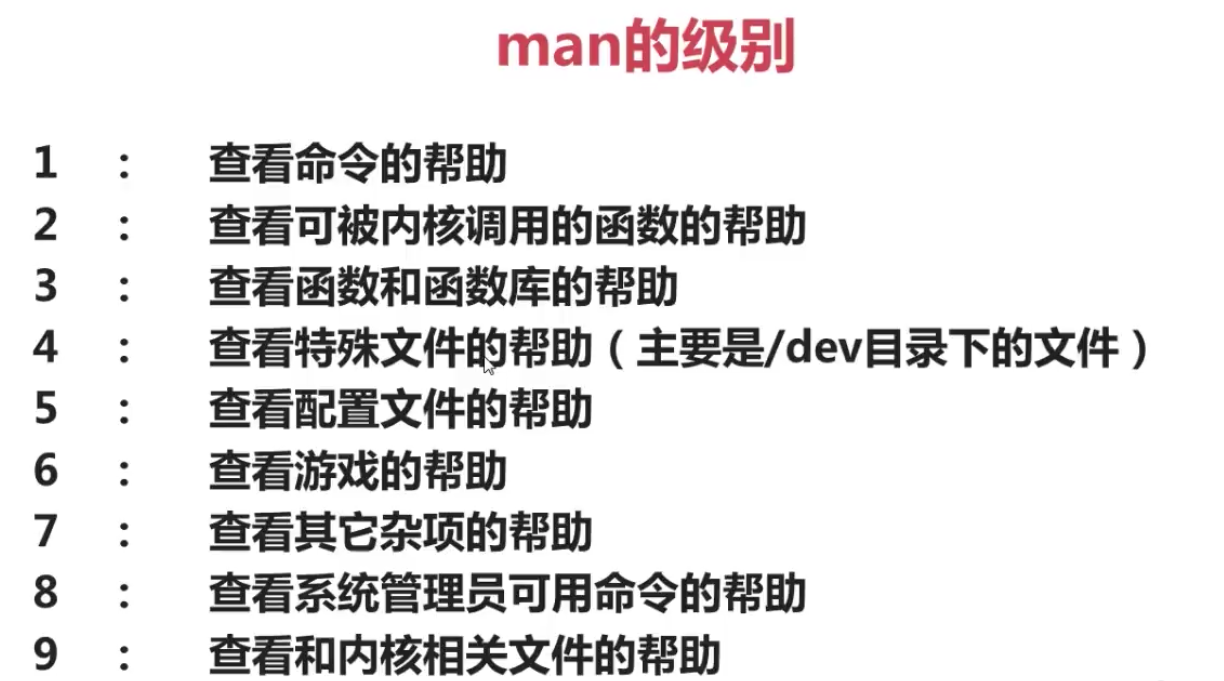 man的级别
1 : 查看命令的帮助
2 : 查看可被内核调用的函数的帮助
3 : 查看函数和函数库的帮助
4 : 查看特殊文件的帮助（主要是/dev目录下的文件）
5 : 查看配置文件的帮助
6 : 查看游戏的帮助
7 : 查看其它杂项的帮助
8 : 查看系统管理员可用命令的帮助
9 : 查看和内核相关文件的帮助